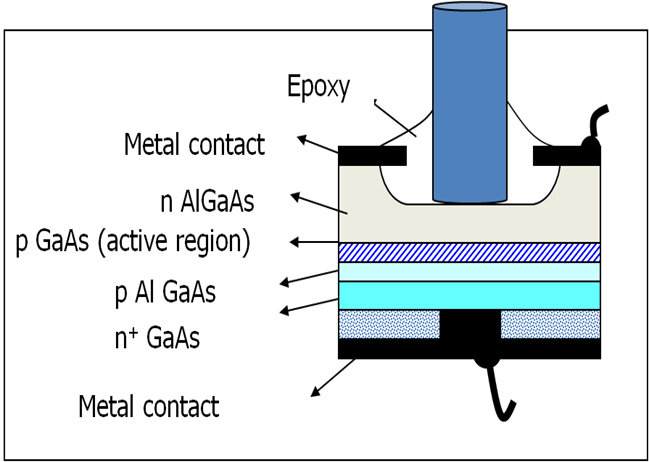 Epoxy
Metal contact
n AlGaAs
p GaAs (active region)
p Al GaAs
n⁺ GaAs
Metal contact